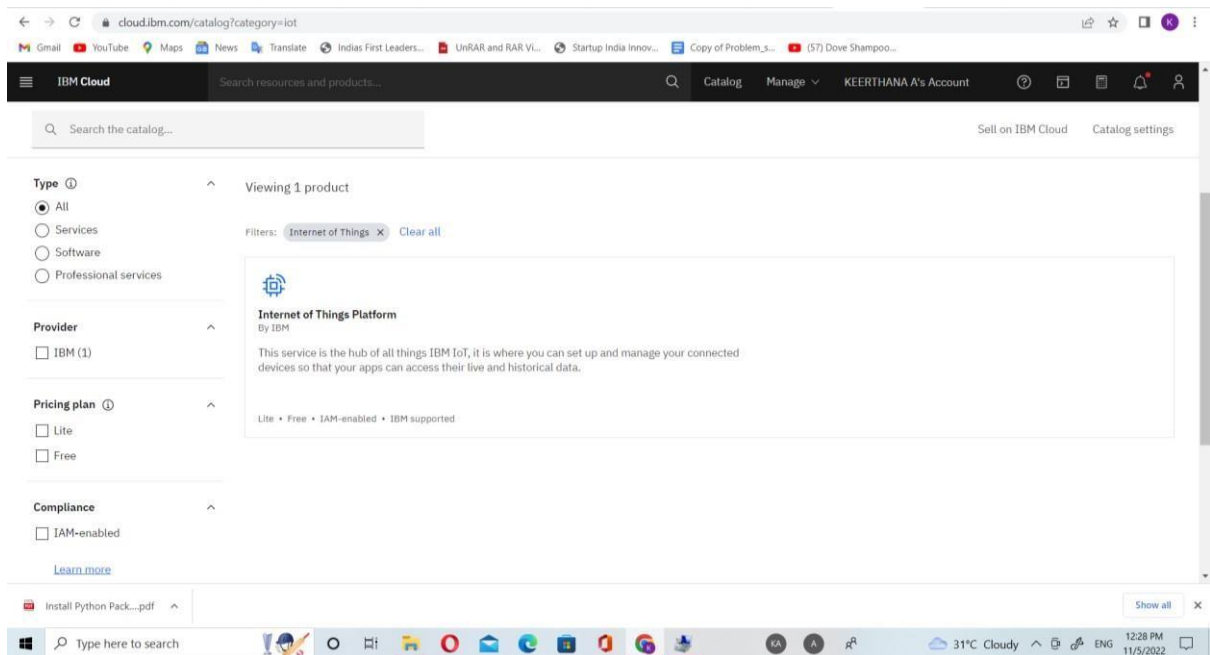 cloud.ibm.com/catalog?category=iot
K
Gmail YouTube Maps News Translate Indias First Leaders... UnRAR and RAR Vi... Startup India Innov... Copy of Problem_s... (57) Dove Shampoo...
IBM Cloud Search resources and products... Catalog Manage KEERTHANA A's Account
Search the catalog... Sell on IBM Cloud Catalog settings
Type
All
Services
Software
Professional services
Provider
IBM (1)
Pricing plan
Lite
Free
Compliance
IAM-enabled
Learn more
Viewing 1 product
Filters: Internet of Things X Clear all
Internet of Things Platform
By IBM
This service is the hub of all things IBM IoT, it is where you can set up and manage your connected
devices so that your apps can access their live and historical data.
Lite • Free • IAM-enabled • IBM supported
Install Python Pack....pdf Show all
Type here to search KA A 31°C Cloudy ENG 12:28 PM
11/5/2022